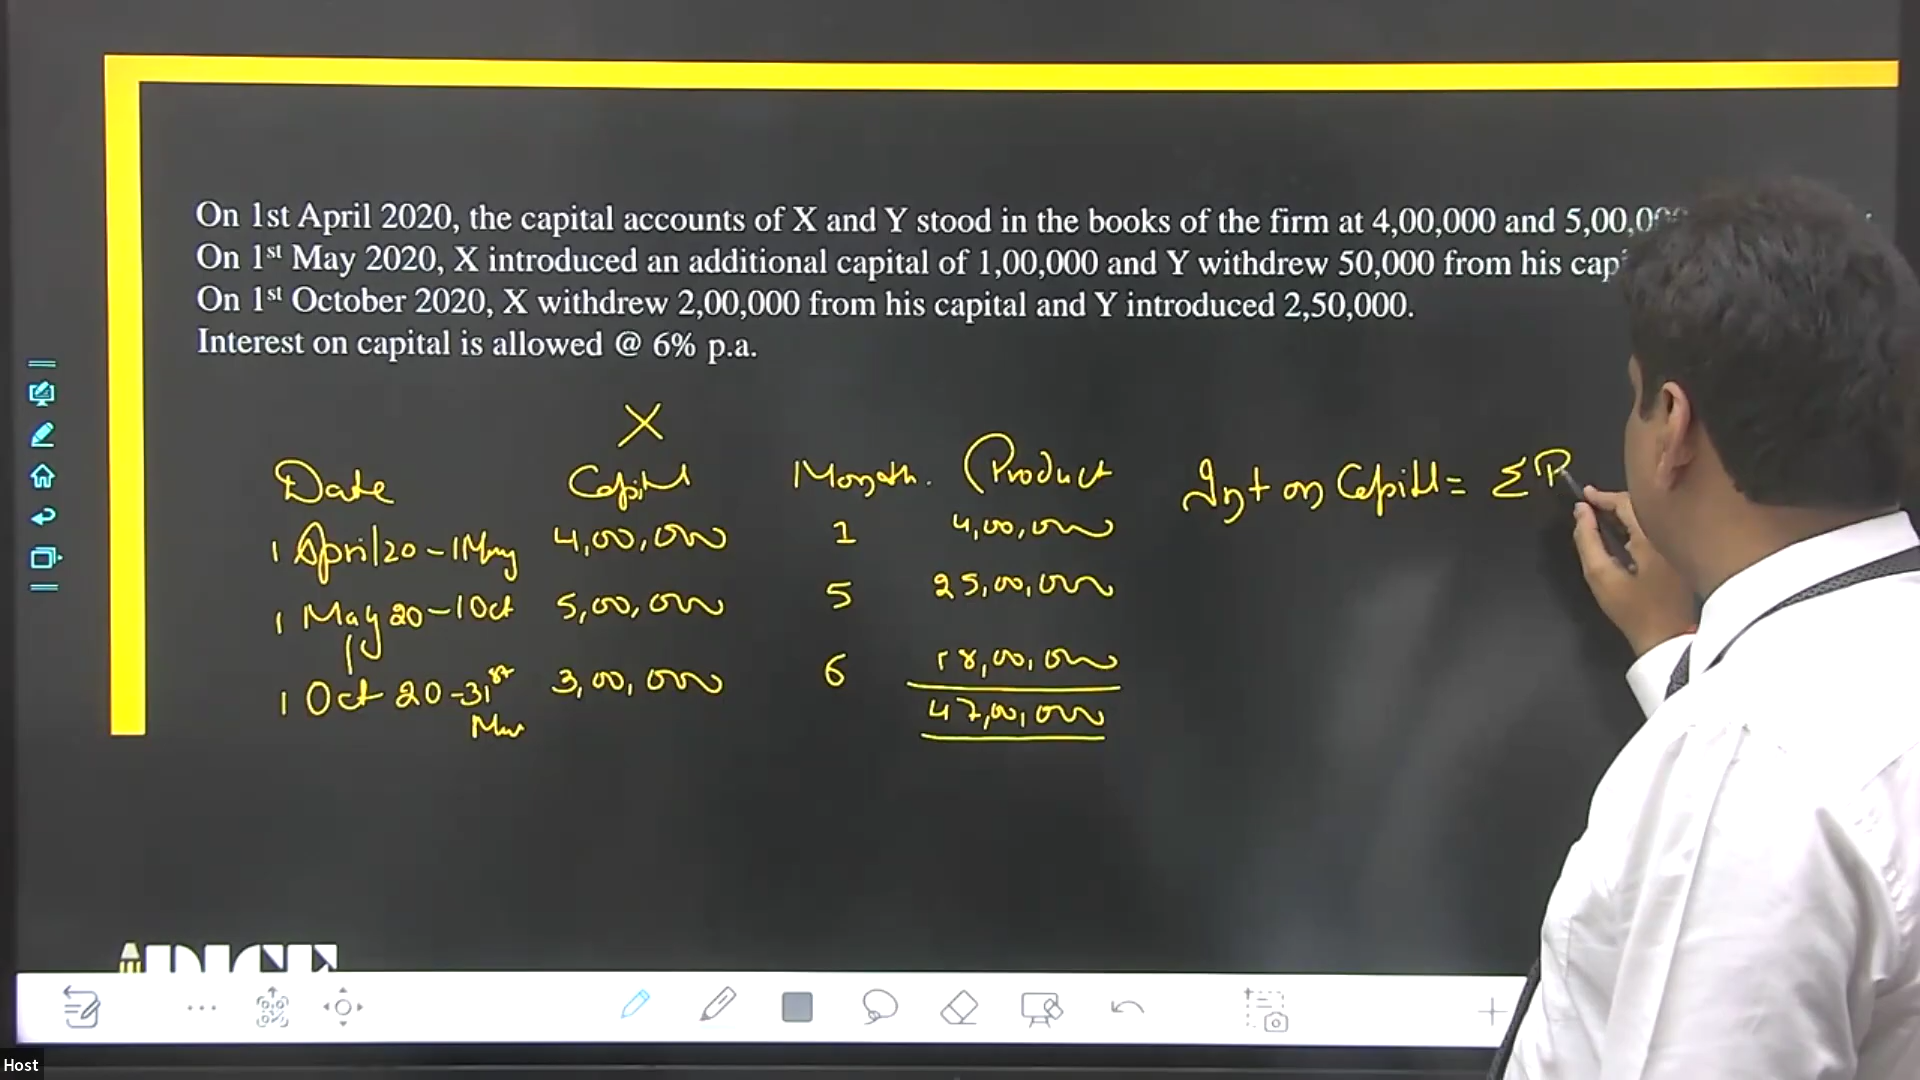 On 1st April 2020, the capital accounts of X and Y stood in the books of the firm at 4,00,000 and 5,00,00
On 1st May 2020, X introduced an additional capital of 1,00,000 and Y withdrew 50,000 from his cap
On 1st October 2020, X withdrew 2,00,000 from his capital and Y introduced 2,50,000.
Interest on capital is allowed @ 6% p.a.
X
Date Capital Month. Product Int on Capital = ΣP
1 April 20 - 1 May 4,00,000 1 4,00,000
1 May 20 - 1 Oct 5,00,000 5 25,00,000
1 Oct 20 - 31st Mar 3,00,000 6 18,00,000
47,00,000
Host